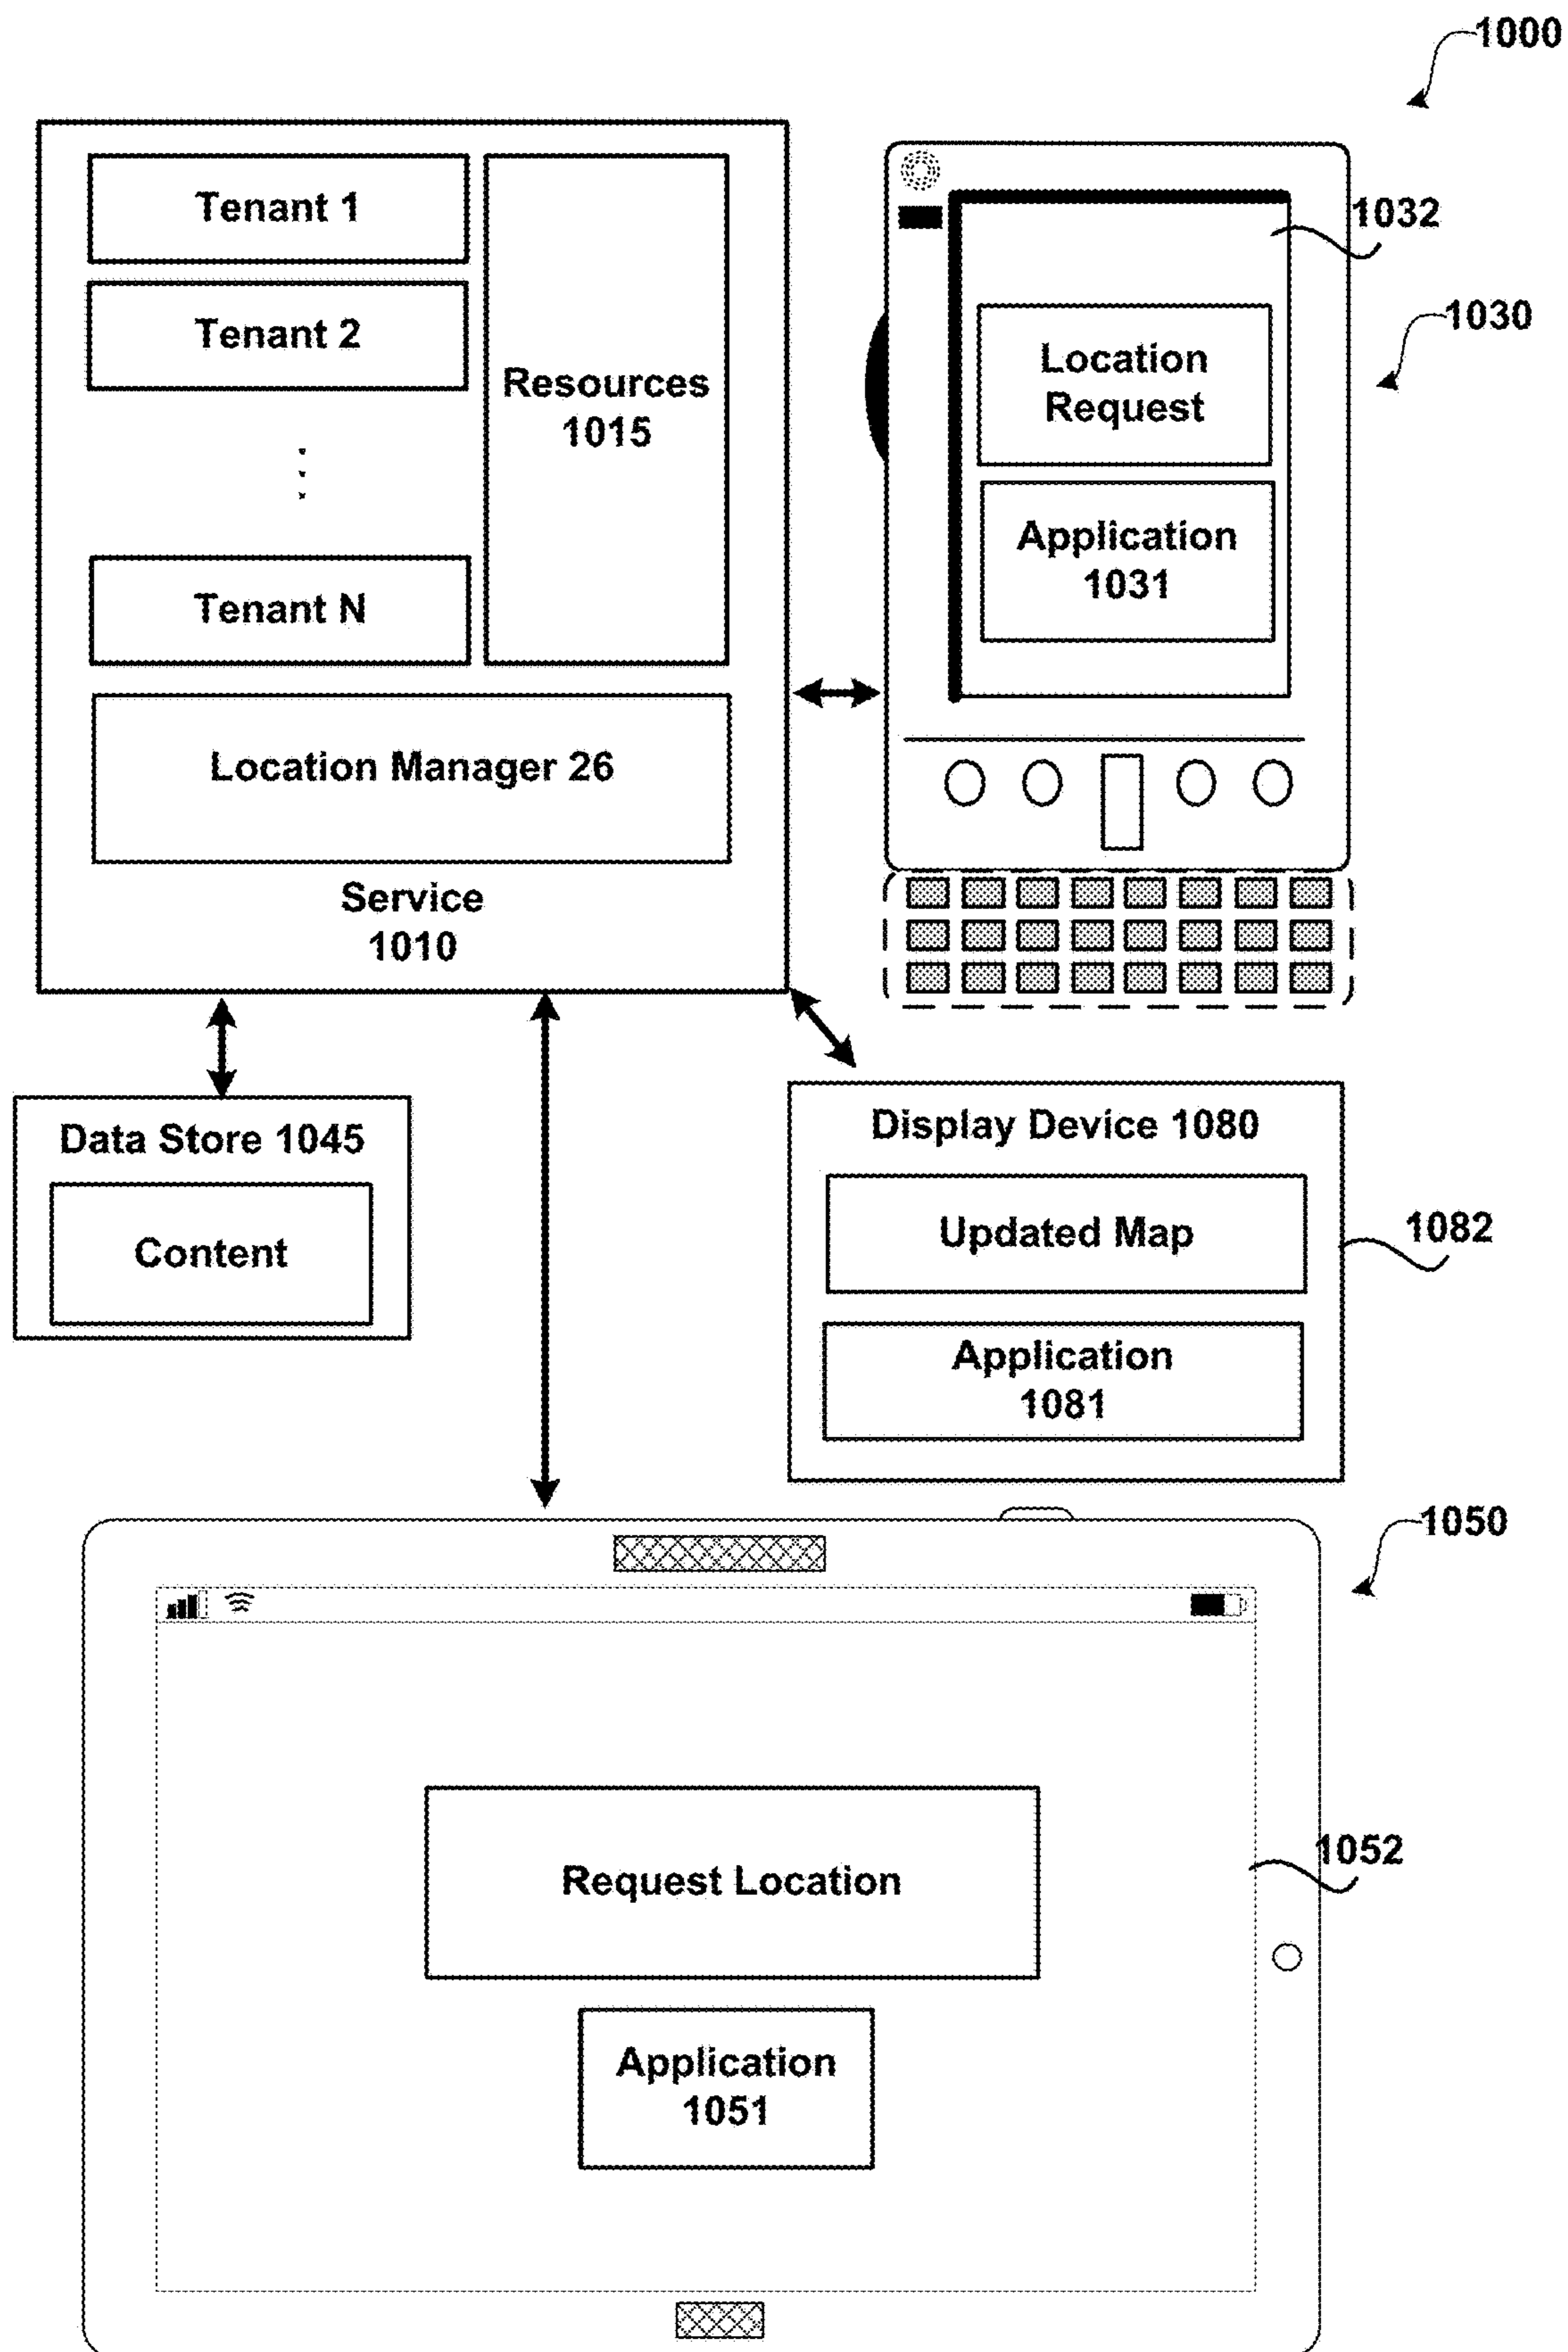 1000
Tenant 1
Tenant 2
Tenant N
Resources
1015
Location Manager 26
Service
1010
1032
1030
Location
Request
Application
1031
Data Store 1045
Content
Display Device 1080
Updated Map
1082
Application
1081
1050
Request Location
1052
Application
1051